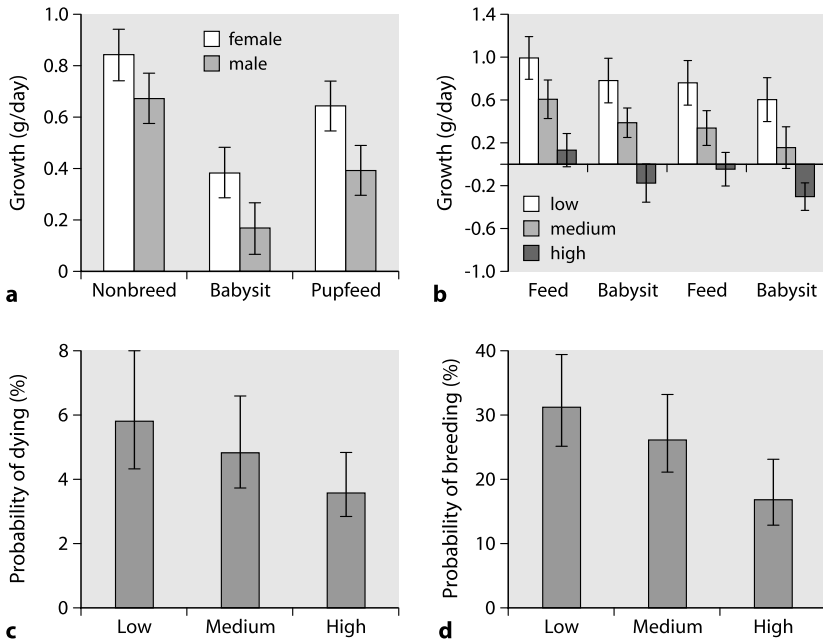 1.0
0.8
0.6
0.4
0.2
0
Growth (g/day)
female
male
Nonbreed Babysit Pupfeed
a
1.4
1.0
0.6
0.2
-0.2
-0.6
-1.0
Growth (g/day)
low
medium
high
Feed Babysit Feed Babysit
b
8
6
4
2
0
Probability of dying (%)
Low Medium High
c
40
30
20
10
0
Probability of breeding (%)
Low Medium High
d